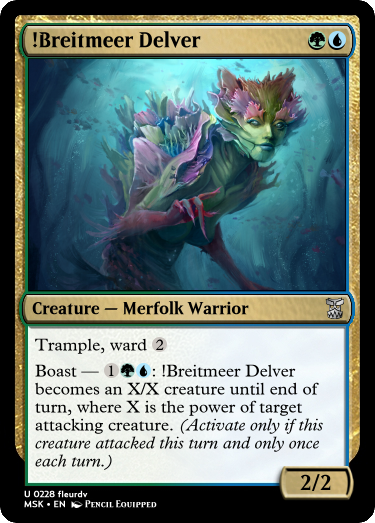 !Breitmeer Delver
Creature — Merfolk Warrior
Trample, ward 2
Boast — 1: !Breitmeer Delver
becomes an X/X creature until end of
turn, where X is the power of target
attacking creature. (Activate only if this
creature attacked this turn and only once
each turn.)
2/2
U 0228 fleurdv
MSK • EN Pencil Equipped